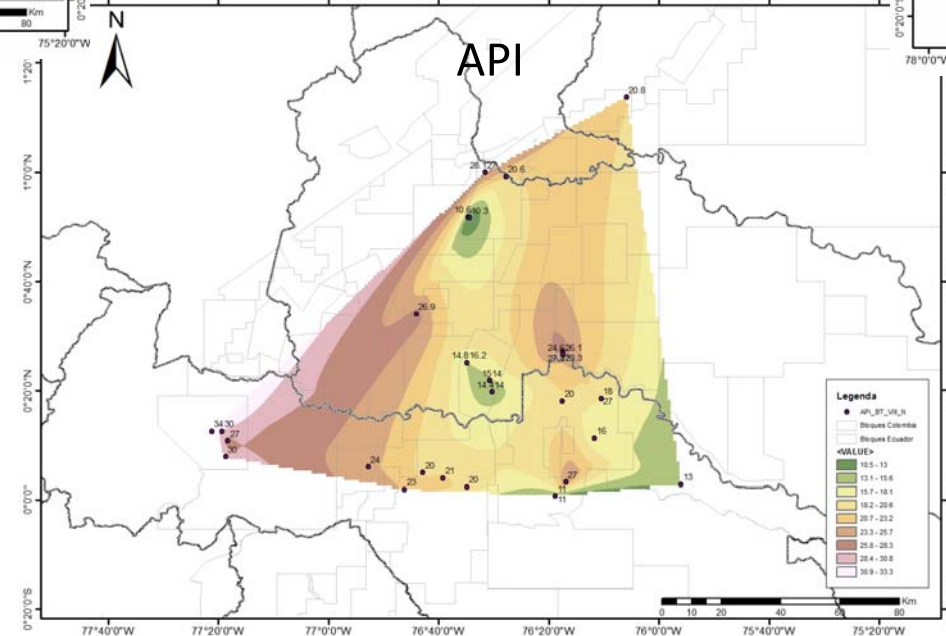 Km
80
0°20'
0°20'0"
75°20'0"W
78°0'0"W
N
API
1°20'
1°0'0"N
0°40'0"N
0°20'0"N
0°0'0"
0°20'0"S
20.8
20.6
10.6
10.3
26.9
14.8
16.2
24.6
26.1
15
14
20
18
27
16
34
30
27
30
24
20
21
23
20
27
11
11
13
Legenda
API_BT_Vill_N
Bloques Colombia
Bloques Ecuador
<VALUE>
10.5 - 13
13.1 - 15.6
15.7 - 18.1
18.2 - 20.6
20.7 - 23.2
23.3 - 25.7
25.8 - 28.3
28.4 - 30.8
30.9 - 33.3
Km
0 10 20 40 60 80
77°40'0"W
77°20'0"W
77°0'0"W
76°40'0"W
76°20'0"W
76°0'0"W
75°40'0"W
75°20'0"W